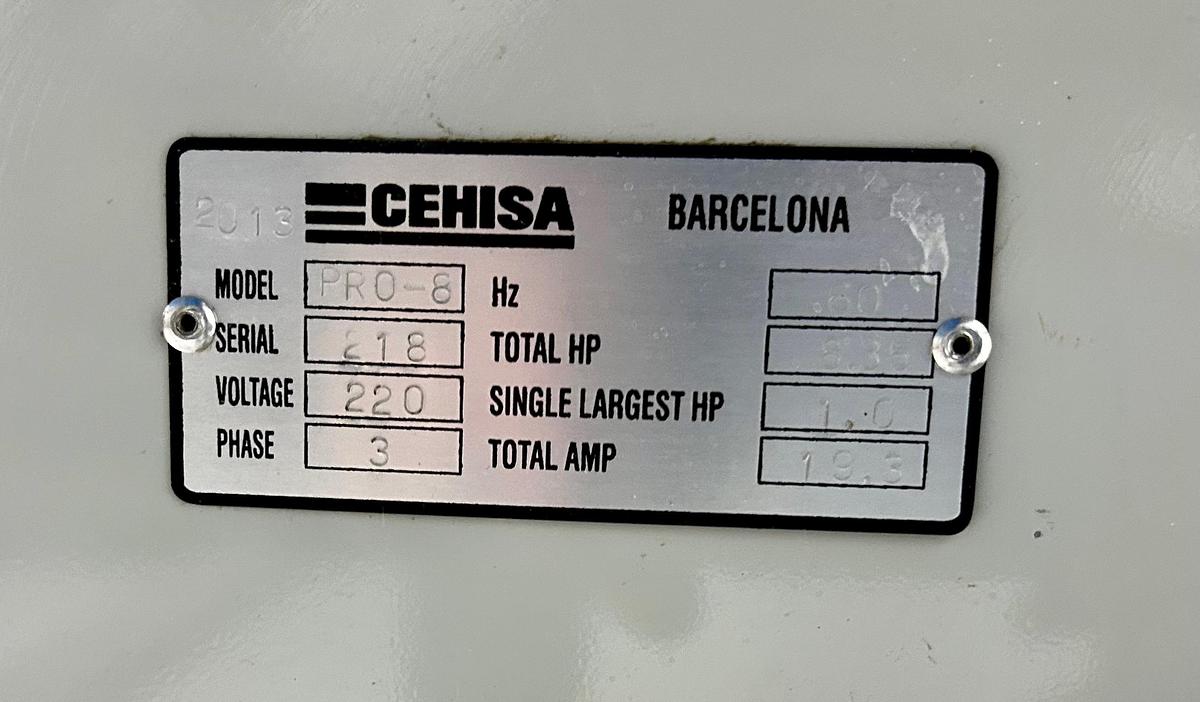 2013 CEHISA BARCELONA
MODEL PRO-8 Hz 60
SERIAL 218 TOTAL HP
VOLTAGE 220 SINGLE LARGEST HP 1.0
PHASE 3 TOTAL AMP 19.3